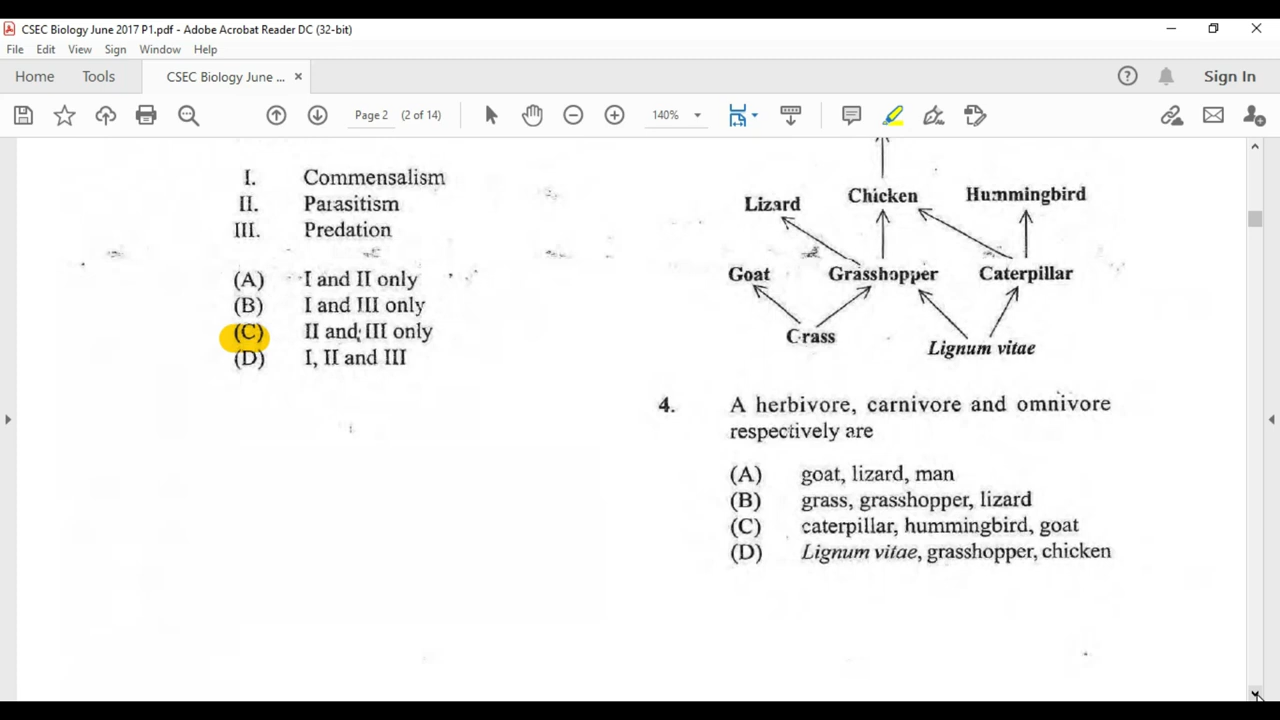 CSEC Biology June 2017 P1.pdf - Adobe Acrobat Reader DC (32-bit)
File Edit View Sign Window Help
Home Tools CSEC Biology June ... × Sign In
Page 2 (2 of 14) 140%
I. Commensalism
II. Parasitism
III. Predation
(A) I and II only
(B) I and III only
(C) II and III only
(D) I, II and III
Lizard Chicken Hummingbird
Goat Grasshopper Caterpillar
Grass Lignum vitae
4. A herbivore, carnivore and omnivore
respectively are
(A) goat, lizard, man
(B) grass, grasshopper, lizard
(C) caterpillar, hummingbird, goat
(D) Lignum vitae, grasshopper, chicken